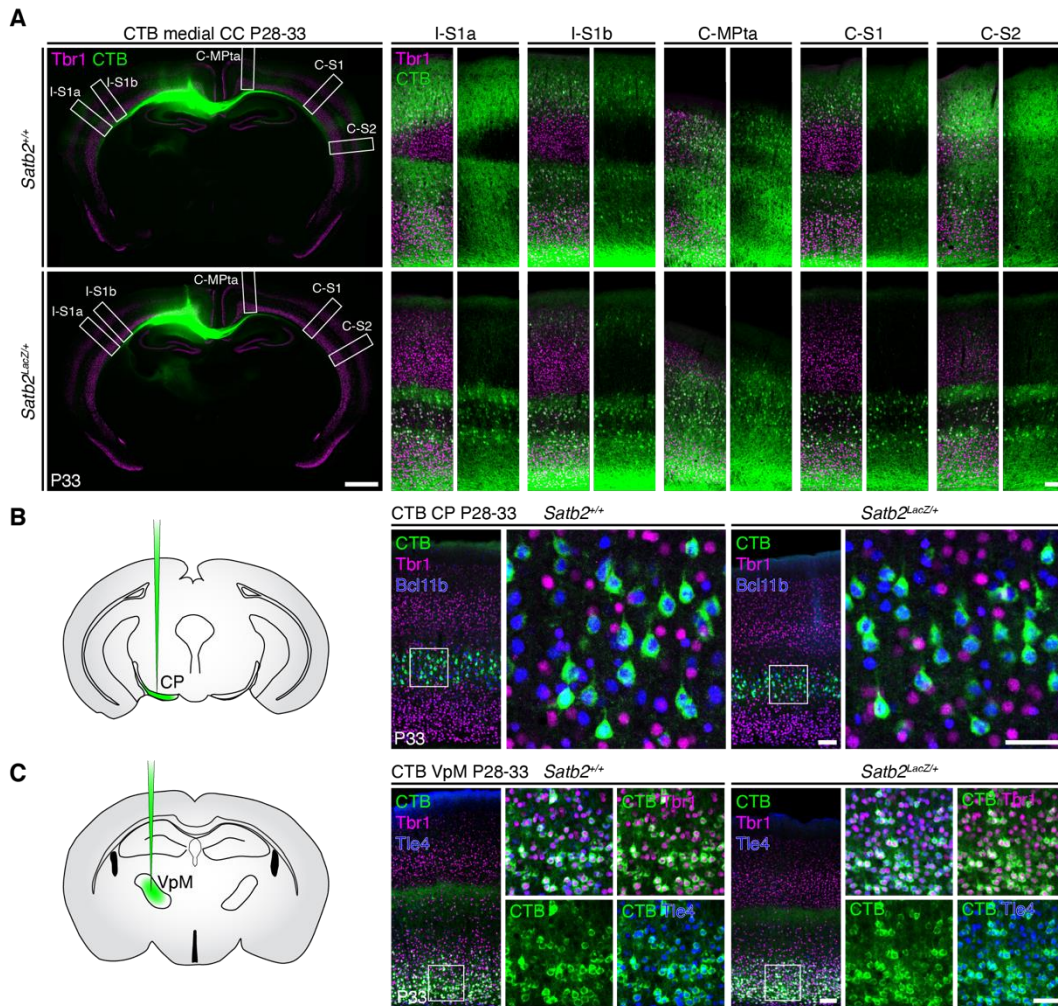 A
CTB medial CC P28-33
I-S1a
I-S1b
C-MPta
C-S1
C-S2
Satb2+/+
Tbr1 CTB
C-MPta
I-S1b
I-S1a
C-S1
C-S2
Tbr1
CTB
Satb2LacZ/+
C-MPta
I-S1b
I-S1a
C-S1
C-S2
P33
B
CP
CTB CP P28-33
Satb2+/+
Satb2LacZ/+
CTB
Tbr1
Bcl11b
P33
CTB
Tbr1
Bcl11b
C
VpM
CTB VpM P28-33
Satb2+/+
Satb2LacZ/+
CTB
Tbr1
Tle4
P33
CTB Tbr1
CTB
CTB Tle4
CTB
Tbr1
Tle4
CTB Tbr1
CTB
CTB Tle4